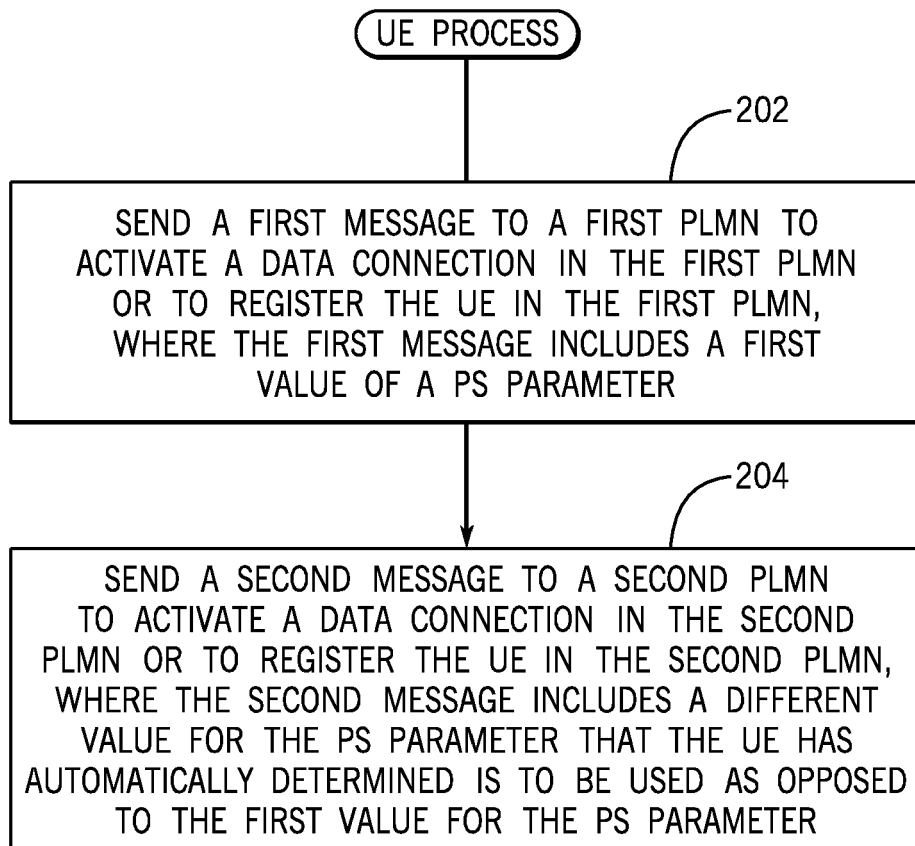 UE PROCESS
202
SEND A FIRST MESSAGE TO A FIRST PLMN TO
ACTIVATE A DATA CONNECTION IN THE FIRST PLMN
OR TO REGISTER THE UE IN THE FIRST PLMN,
WHERE THE FIRST MESSAGE INCLUDES A FIRST
VALUE OF A PS PARAMETER
204
SEND A SECOND MESSAGE TO A SECOND PLMN
TO ACTIVATE A DATA CONNECTION IN THE SECOND
PLMN OR TO REGISTER THE UE IN THE SECOND PLMN,
WHERE THE SECOND MESSAGE INCLUDES A DIFFERENT
VALUE FOR THE PS PARAMETER THAT THE UE HAS
AUTOMATICALLY DETERMINED IS TO BE USED AS OPPOSED
TO THE FIRST VALUE FOR THE PS PARAMETER